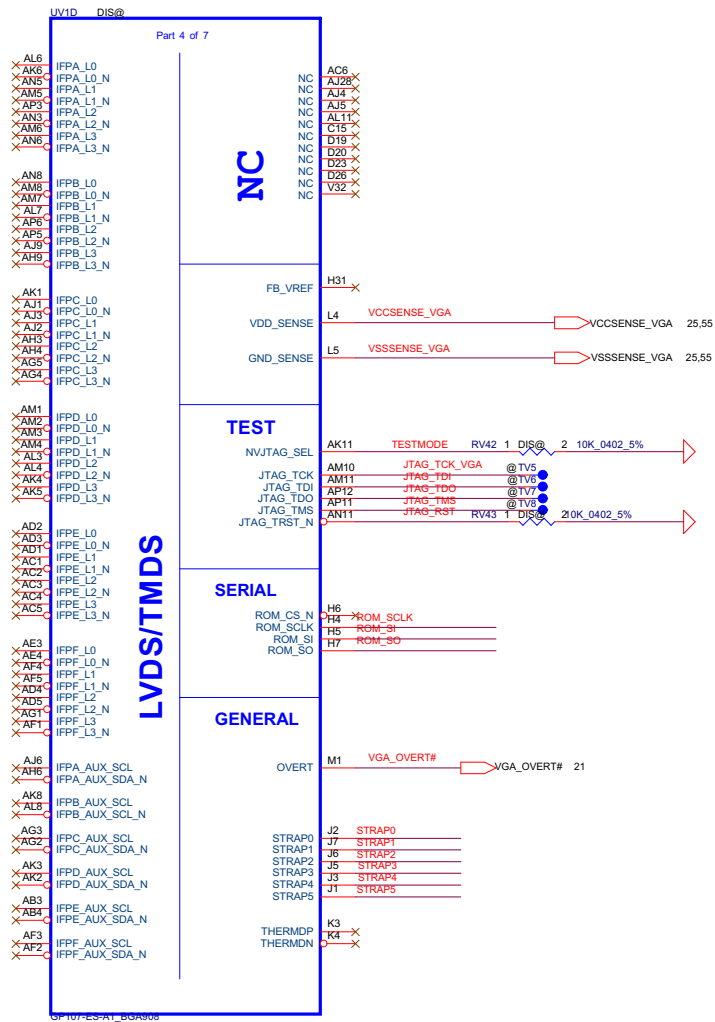 UV1D DIS@
Part 4 of 7
AL6 IFPA_L0
AK6 IFPA_L0_N
AN5 IFPA_L1
AM5 IFPA_L1_N
AP3 IFPA_L2
AN3 IFPA_L2_N
AM6 IFPA_L3
AN6 IFPA_L3_N
AN8 IFPB_L0
AM8 IFPB_L0_N
AM7 IFPB_L1
AL7 IFPB_L1_N
AP6 IFPB_L2
AP5 IFPB_L2_N
AJ9 IFPB_L3
AH9 IFPB_L3_N
AK1 IFPC_L0
AJ1 IFPC_L0_N
AJ3 IFPC_L1
AJ2 IFPC_L1_N
AH3 IFPC_L2
AH4 IFPC_L2_N
AG5 IFPC_L3
AG4 IFPC_L3_N
AM1 IFPD_L0
AM2 IFPD_L0_N
AM3 IFPD_L1
AM4 IFPD_L1_N
AL3 IFPD_L2
AL4 IFPD_L2_N
AK4 IFPD_L3
AK5 IFPD_L3_N
AD2 IFPE_L0
AD3 IFPE_L0_N
AD1 IFPE_L1
AC1 IFPE_L1_N
AC2 IFPE_L2
AC3 IFPE_L2_N
AC4 IFPE_L3
AC5 IFPE_L3_N
AE3 IFPF_L0
AE4 IFPF_L0_N
AF4 IFPF_L1
AF5 IFPF_L1_N
AD4 IFPF_L2
AD5 IFPF_L2_N
AG1 IFPF_L3
AF1 IFPF_L3_N
AJ6 IFPA_AUX_SCL
AH6 IFPA_AUX_SDA_N
AK8 IFPB_AUX_SCL
AL8 IFPB_AUX_SCL_N
AG3 IFPC_AUX_SCL
AG2 IFPC_AUX_SCL_N
AK3 IFPD_AUX_SCL
AK2 IFPD_AUX_SDA_N
AB3 IFPE_AUX_SCL
AB4 IFPE_AUX_SDA_N
AF3 IFPF_AUX_SCL
AF2 IFPF_AUX_SDA_N
LVDS/TMDS
NC
NC AC6
NC AJ28
NC AJ4
NC AJ5
NC AL11
NC C15
NC D19
NC D20
NC D23
NC D26
NC V32
FB_VREF H31
VDD_SENSE L4 VCCSENSE_VGA VCCSENSE_VGA 25,55
GND_SENSE L5 VSSSENSE_VGA VSSSENSE_VGA 25,55
TEST
NVJTAG_SEL AK11 TESTMODE RV42 1 DIS@ 2 10K_0402_5%
JTAG_TCK AM10 JTAG_TCK_VGA @ TV5
JTAG_TDI AM11 JTAG_TDI @ TV6
JTAG_TDO AP12 JTAG_TDO @ TV7
JTAG_TMS AP11 JTAG_TMS @ TV8
JTAG_TRST_N AN11 JTAG_RST RV43 1 DIS@ 2 10K_0402_5%
SERIAL
ROM_CS_N H6
ROM_SCLK H4 ROM_SCLK
ROM_SI H5 ROM_SI
ROM_SO H7 ROM_SO
GENERAL
OVERT M1 VGA_OVERT# VGA_OVERT# 21
STRAP0 J2 STRAP0
STRAP1 J7 STRAP1
STRAP2 J6 STRAP2
STRAP3 J5 STRAP3
STRAP4 J3 STRAP4
STRAP5 J1 STRAP5
THERMDP K3
THERMDN K4
GP107-ES-A1_BGA908